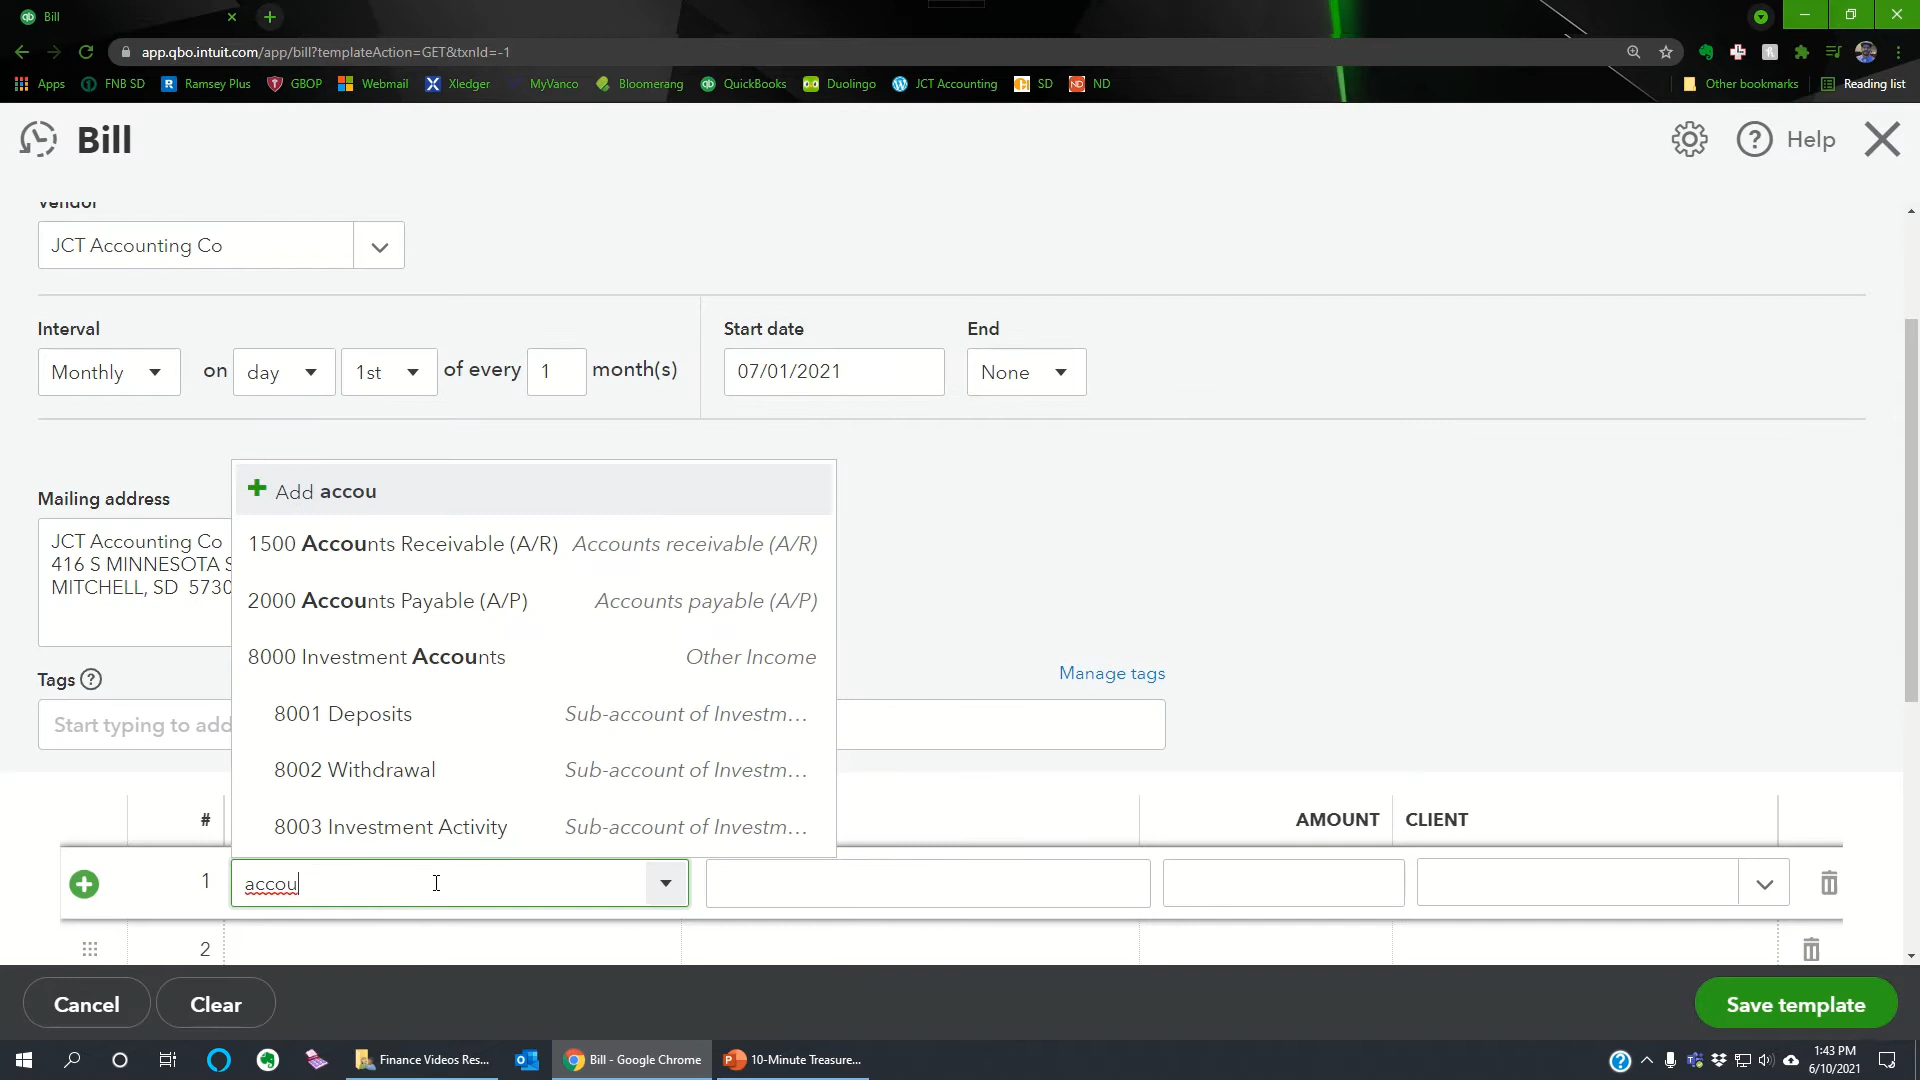 Bill
app.qbo.intuit.com/app/bill?templateAction=GET&txnId=-1
Apps FNB SD Ramsey Plus GBOP Webmail Xledger MyVanco Bloomerang QuickBooks Duolingo JCT Accounting SD ND Other bookmarks Reading list
Bill
Help
Vendor
JCT Accounting Co
Interval
Start date
End
Monthly on day 1st of every 1 month(s)
07/01/2021
None
Mailing address
JCT Accounting Co
416 S MINNESOTA S
MITCHELL, SD 5730
Add accou
1500 Accounts Receivable (A/R) Accounts receivable (A/R)
2000 Accounts Payable (A/P) Accounts payable (A/P)
8000 Investment Accounts Other Income
8001 Deposits Sub-account of Investm...
8002 Withdrawal Sub-account of Investm...
8003 Investment Activity Sub-account of Investm...
Tags ?
Manage tags
Start typing to add
# AMOUNT CLIENT
1 accou
2
Cancel Clear Save template
Finance Videos Res... Bill - Google Chrome 10-Minute Treasure...
1:43 PM
6/10/2021